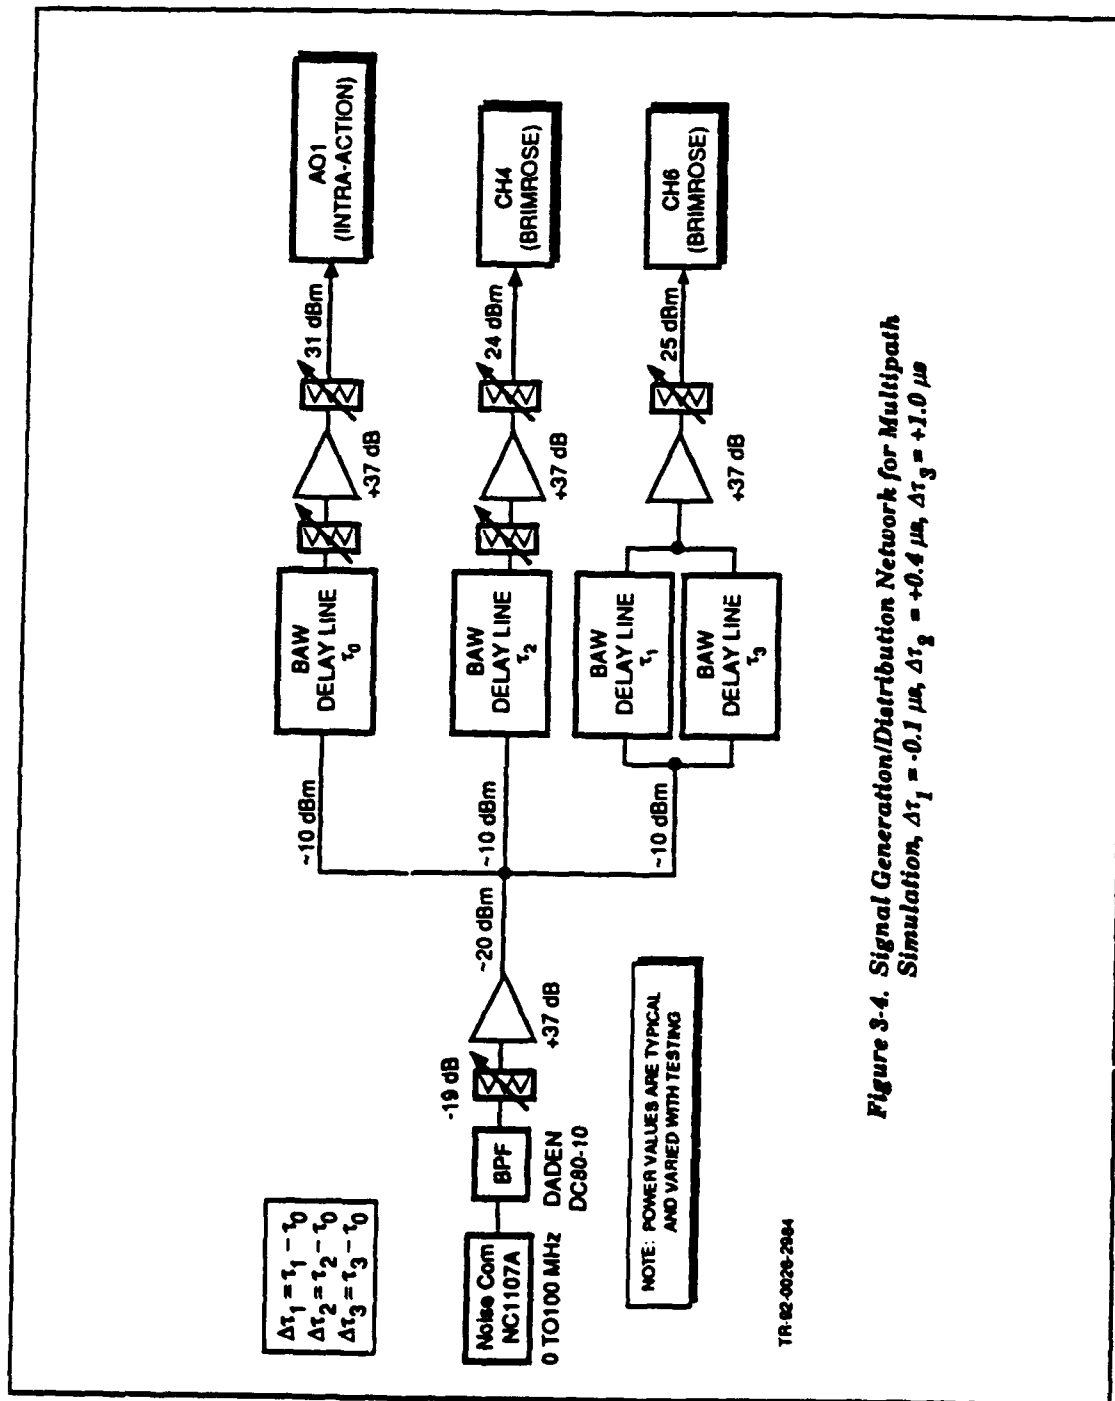 Δτ1 = τ1 − τ0
Δτ2 = τ2 − τ0
Δτ3 = τ3 − τ0
Noise Com
NC1107A
0 TO100 MHz
BPF
DADEN
DC80-10
-19 dB
+37 dB
~20 dBm
~10 dBm
~10 dBm
~10 dBm
BAW
DELAY LINE
τ0
+37 dB
31 dBm
AO1
(INTRA-ACTION)
BAW
DELAY LINE
τ2
+37 dB
24 dBm
CH4
(BRIMROSE)
BAW
DELAY LINE
τ1
BAW
DELAY LINE
τ3
+37 dB
25 dBm
CH6
(BRIMROSE)
NOTE: POWER VALUES ARE TYPICAL
AND VARIED WITH TESTING
TR-92-0026-2984
Figure 3-4. Signal Generation/Distribution Network for Multipath
Simulation, Δτ1 = -0.1 μs, Δτ2 = +0.4 μs, Δτ3 = +1.0 μs